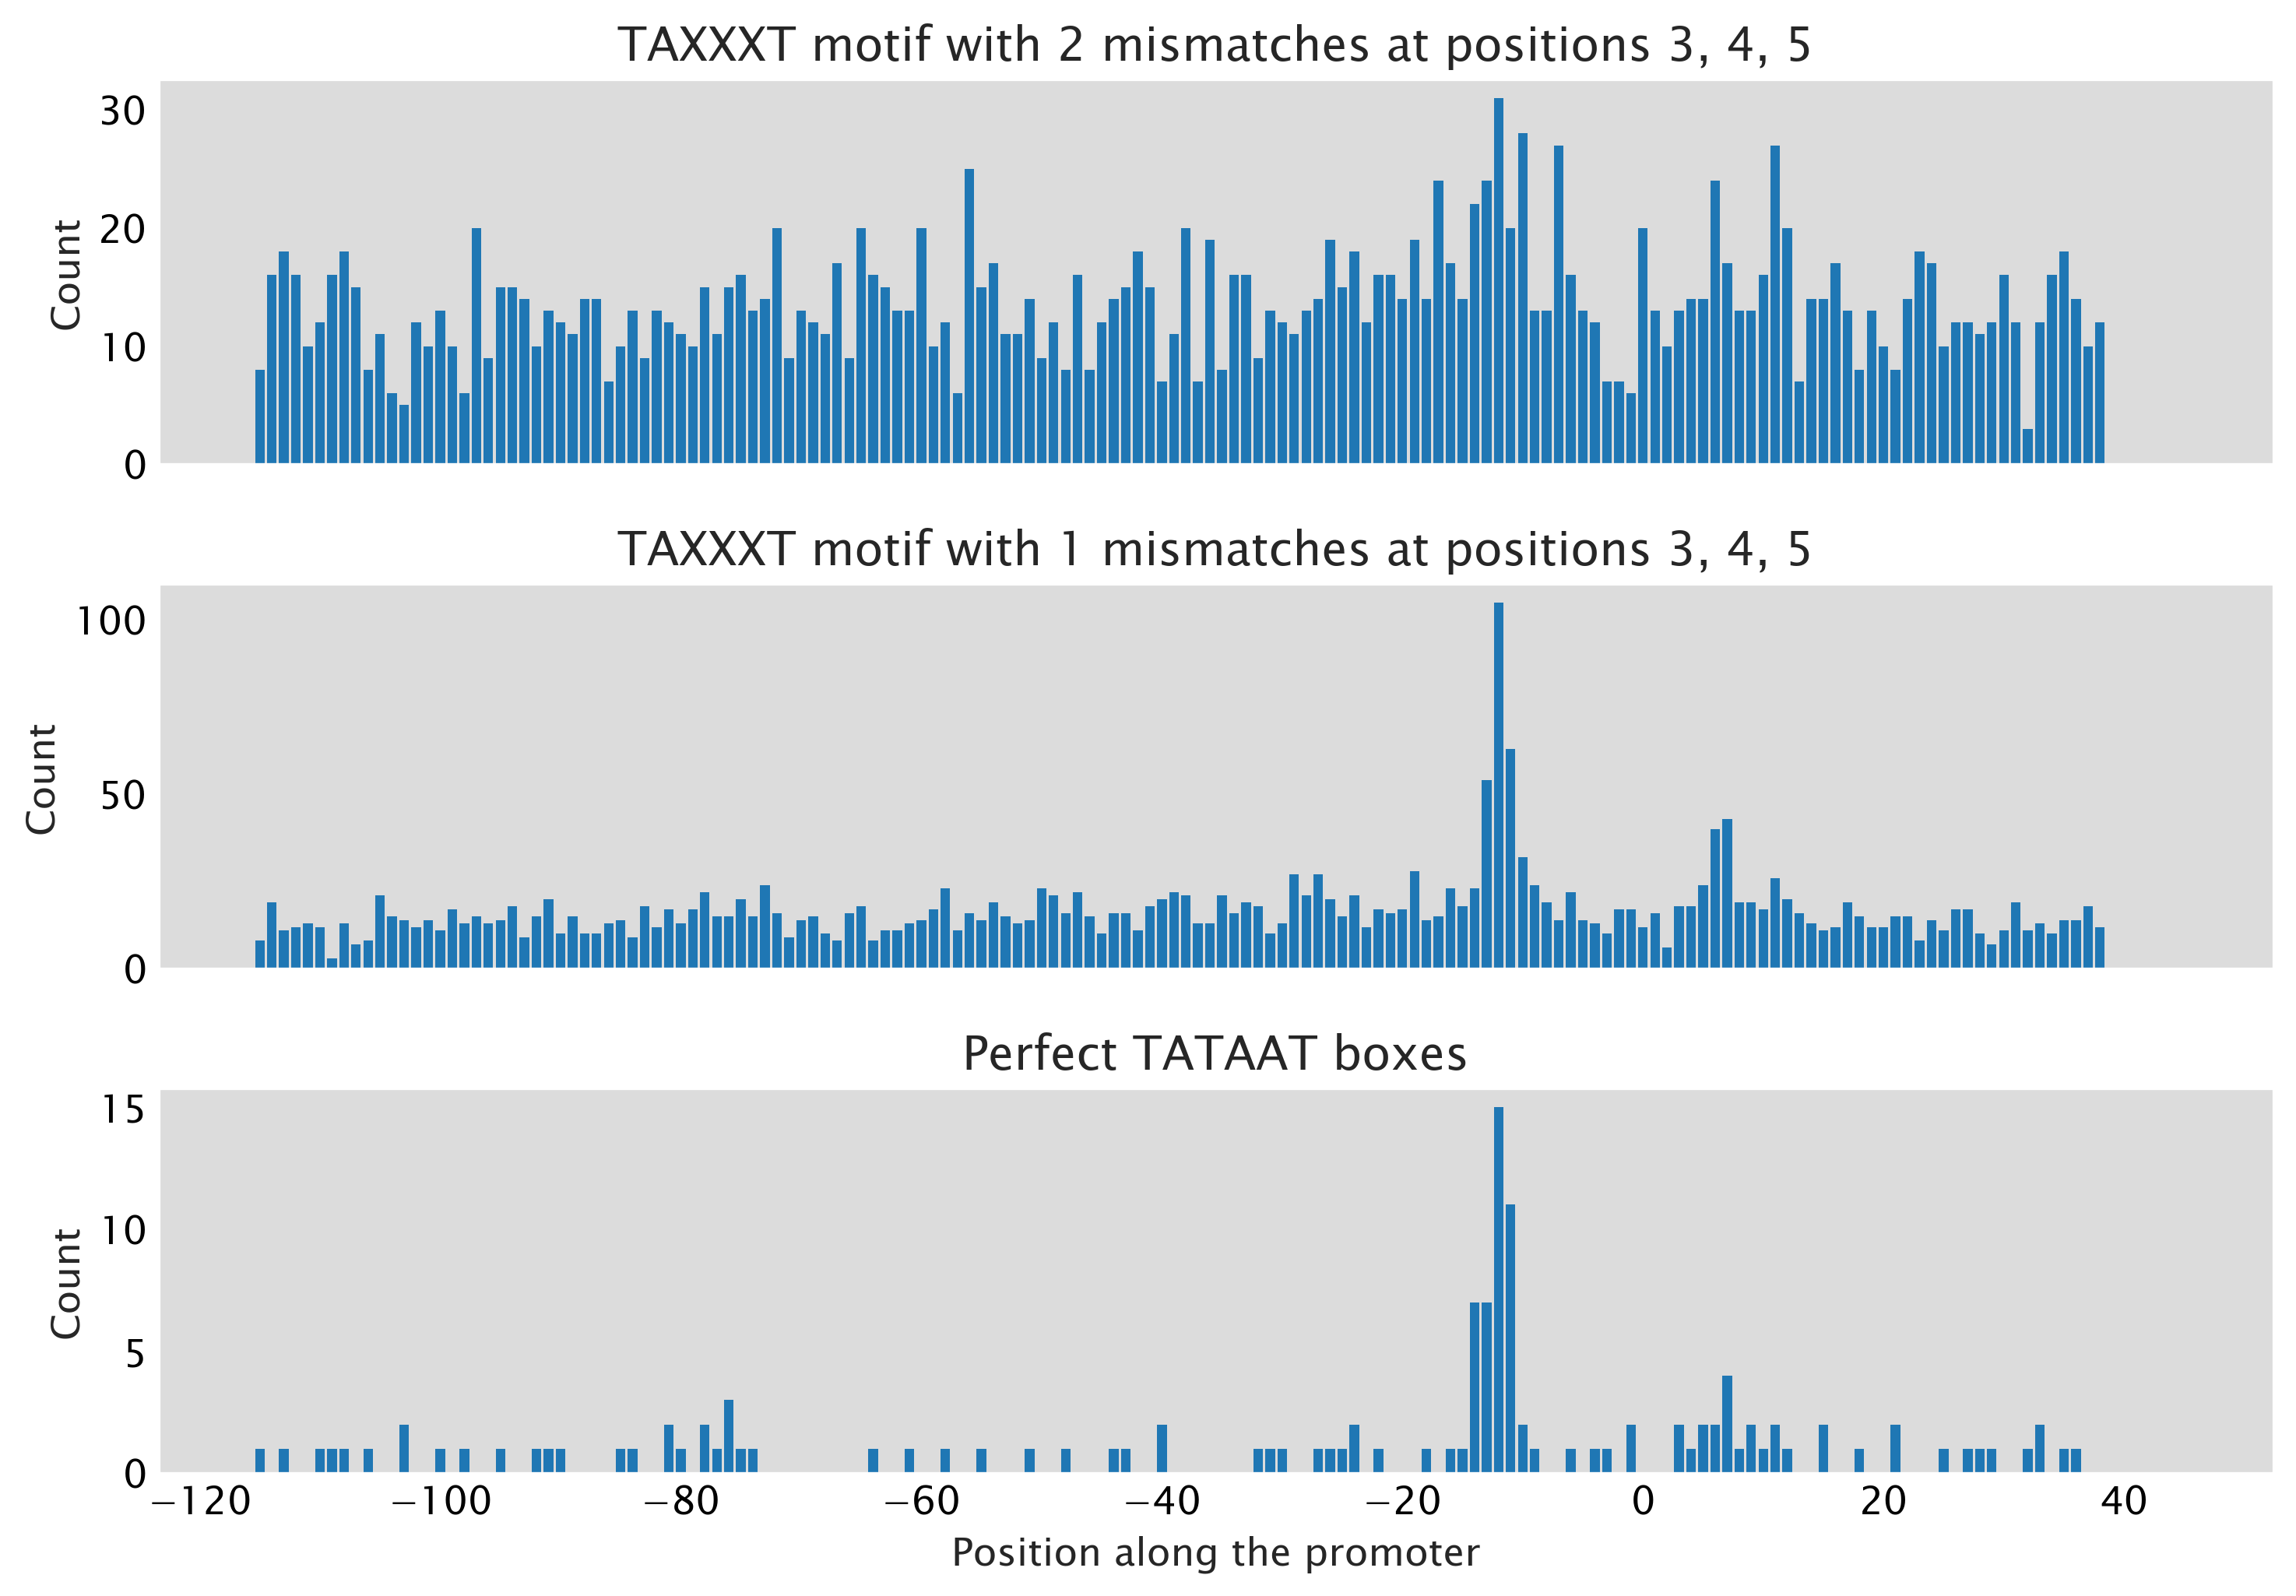 TAXXXT motif with 2 mismatches at positions 3, 4, 5
30
20
10
0
Count
TAXXXT motif with 1 mismatches at positions 3, 4, 5
100
50
0
Count
Perfect TATAAT boxes
15
10
5
0
Count
−120 −100 −80 −60 −40 −20 0 20 40
Position along the promoter